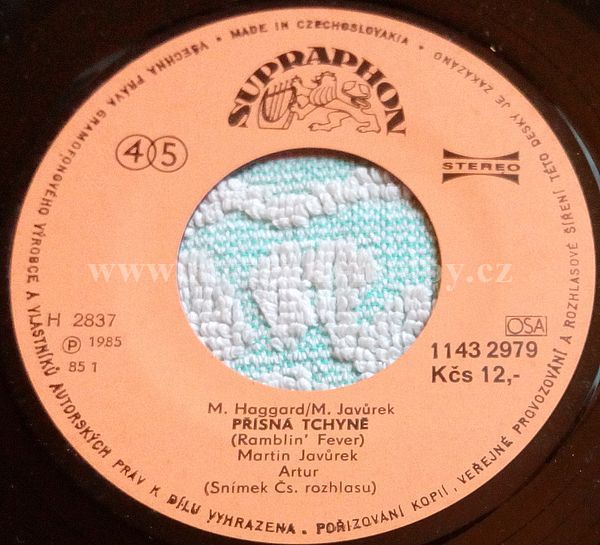 VŠECHNA PRÁVA GRAMOFONOVÉHO VÝROBCE A VLASTNÍKŮ AUTORSKÝCH PRÁV K DÍLU VYHRAZENA. POŘIZOVÁNÍ KOPIÍ, VEŘEJNÉ PROVOZOVÁNÍ A ROZHLASOVÉ ŠÍŘENÍ TÉTO DESKY JE ZAKÁZÁNO • MADE IN CZECHOSLOVAKIA •
SUPRAPHON
45
STEREO
H 2837
Ⓟ 1985
85 1
OSA
1143 2979
Kčs 12,-
M. Haggard/M. Javůrek
PŘÍSNÁ TCHYNĚ
(Ramblin' Fever)
Martin Javůrek
Artur
(Snímek Čs. rozhlasu)